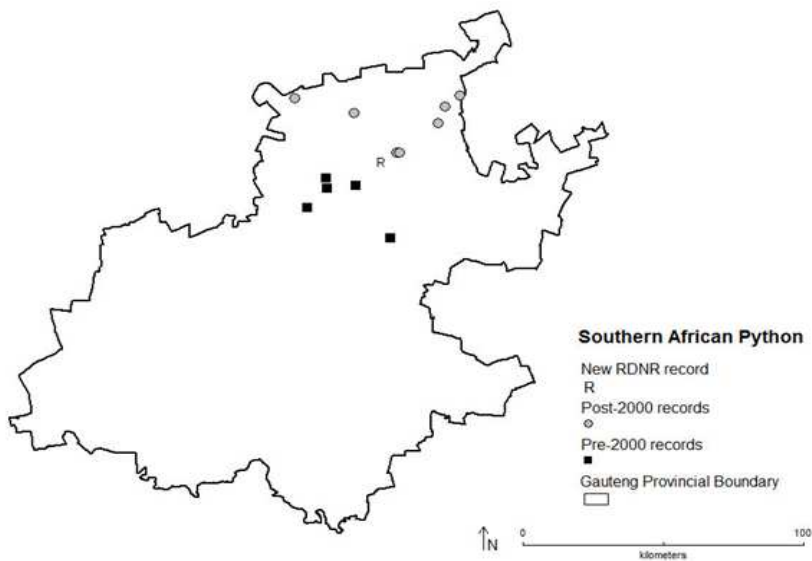 R
Southern African Python
New RDNR record
R
Post-2000 records
Pre-2000 records
Gauteng Provincial Boundary
N
0 100
kilometers